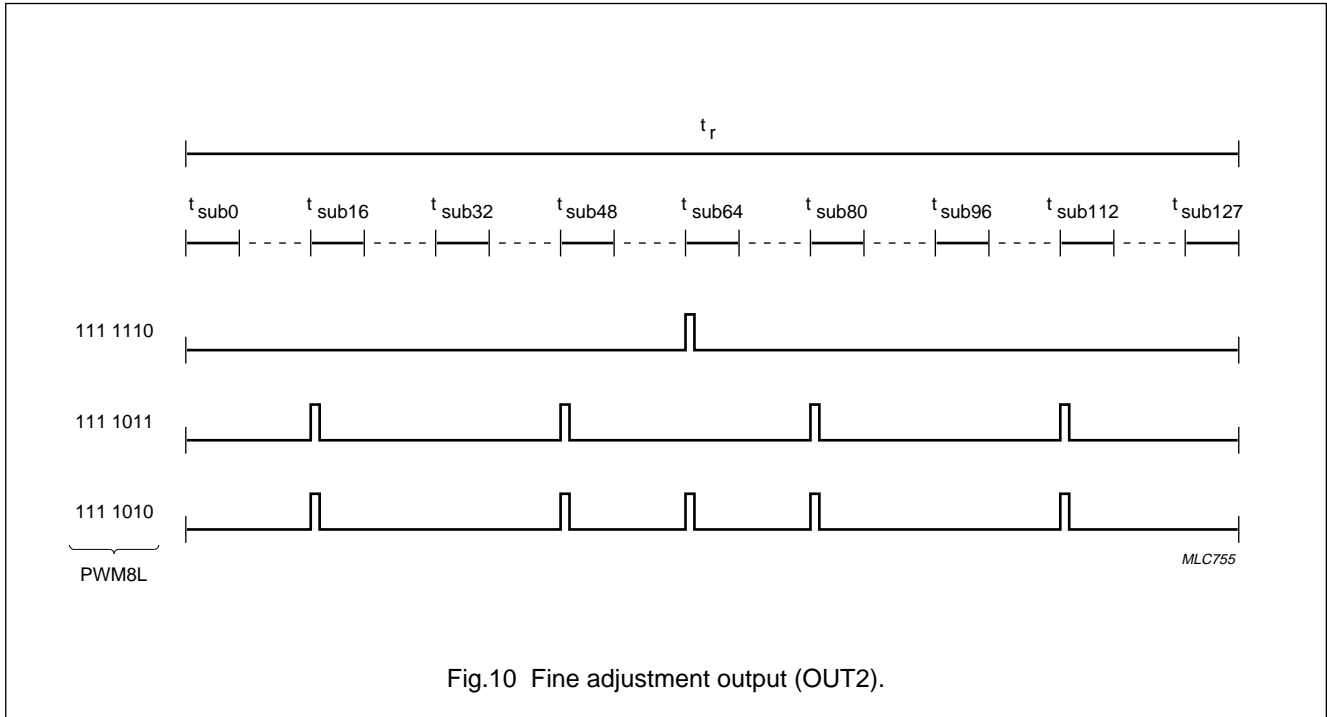 t r
t sub0 t sub16 t sub32 t sub48 t sub64 t sub80 t sub96 t sub112 t sub127
111 1110
111 1011
111 1010
PWM8L
MLC755
Fig.10 Fine adjustment output (OUT2).